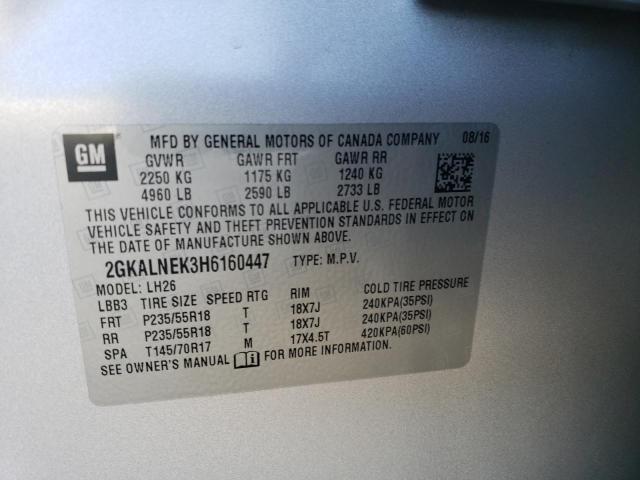 GM
MFD BY GENERAL MOTORS OF CANADA COMPANY 08/16
GVWR GAWR FRT GAWR RR
2250 KG 1175 KG 1240 KG
4960 LB 2590 LB 2733 LB
THIS VEHICLE CONFORMS TO ALL APPLICABLE U.S. FEDERAL MOTOR
VEHICLE SAFETY AND THEFT PREVENTION STANDARDS IN EFFECT ON
THE DATE OF MANUFACTURE SHOWN ABOVE.
2GKALNEK3H6160447 TYPE: M.P.V.
MODEL: LH26
LBB3 TIRE SIZE SPEED RTG RIM COLD TIRE PRESSURE
FRT P235/55R18 T 18X7J 240KPA(35PSI)
RR P235/55R18 T 18X7J 240KPA(35PSI)
SPA T145/70R17 M 17X4.5T 420KPA(60PSI)
SEE OWNER'S MANUAL FOR MORE INFORMATION.